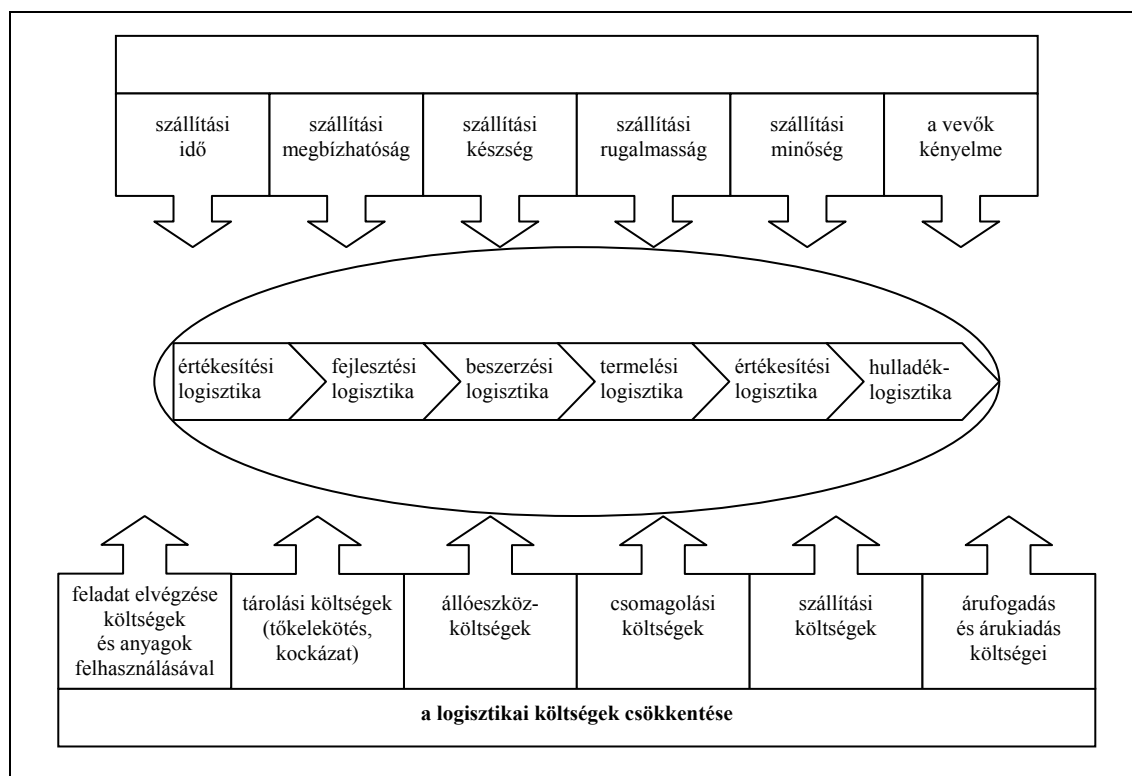 szállítási
idő
szállítási
megbízhatóság
szállítási
készség
szállítási
rugalmasság
szállítási
minőség
a vevők
kényelme
értékesítési
logisztika
fejlesztési
logisztika
beszerzési
logisztika
termelési
logisztika
értékesítési
logisztika
hulladék-
logisztika
feladat elvégzése
költségek
és anyagok
felhasználásával
tárolási költségek
(tőkelekötés,
kockázat)
állóeszköz-
költségek
csomagolási
költségek
szállítási
költségek
árufogadás
és árukiadás
költségei
a logisztikai költségek csökkentése